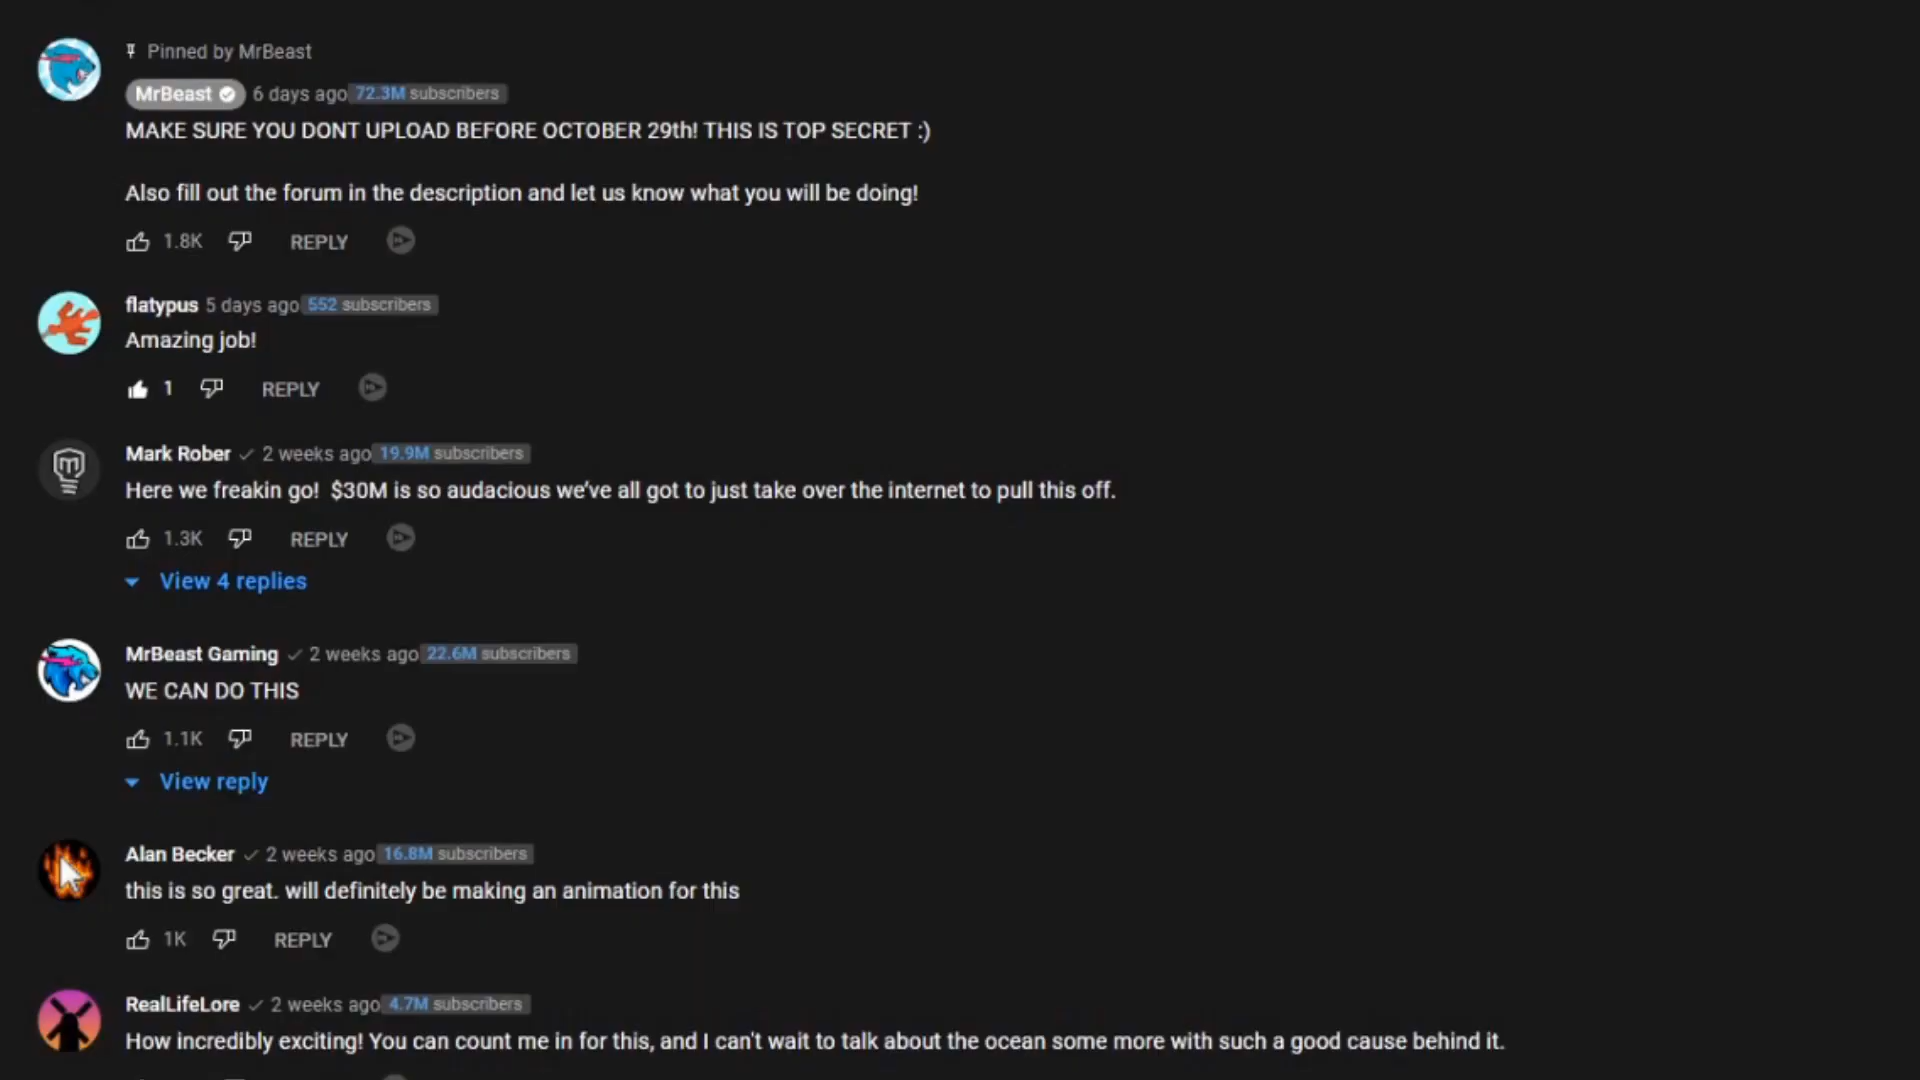 Pinned by MrBeast
MrBeast 6 days ago 72.3M subscribers
MAKE SURE YOU DONT UPLOAD BEFORE OCTOBER 29th! THIS IS TOP SECRET :)
Also fill out the forum in the description and let us know what you will be doing!
1.8K REPLY
flatypus 5 days ago 552 subscribers
Amazing job!
1 REPLY
Mark Rober 2 weeks ago 19.9M subscribers
Here we freakin go!  $30M is so audacious we've all got to just take over the internet to pull this off.
1.3K REPLY
View 4 replies
MrBeast Gaming 2 weeks ago 22.6M subscribers
WE CAN DO THIS
1.1K REPLY
View reply
Alan Becker 2 weeks ago 16.8M subscribers
this is so great. will definitely be making an animation for this
1K REPLY
RealLifeLore 2 weeks ago 4.7M subscribers
How incredibly exciting! You can count me in for this, and I can't wait to talk about the ocean some more with such a good cause behind it.